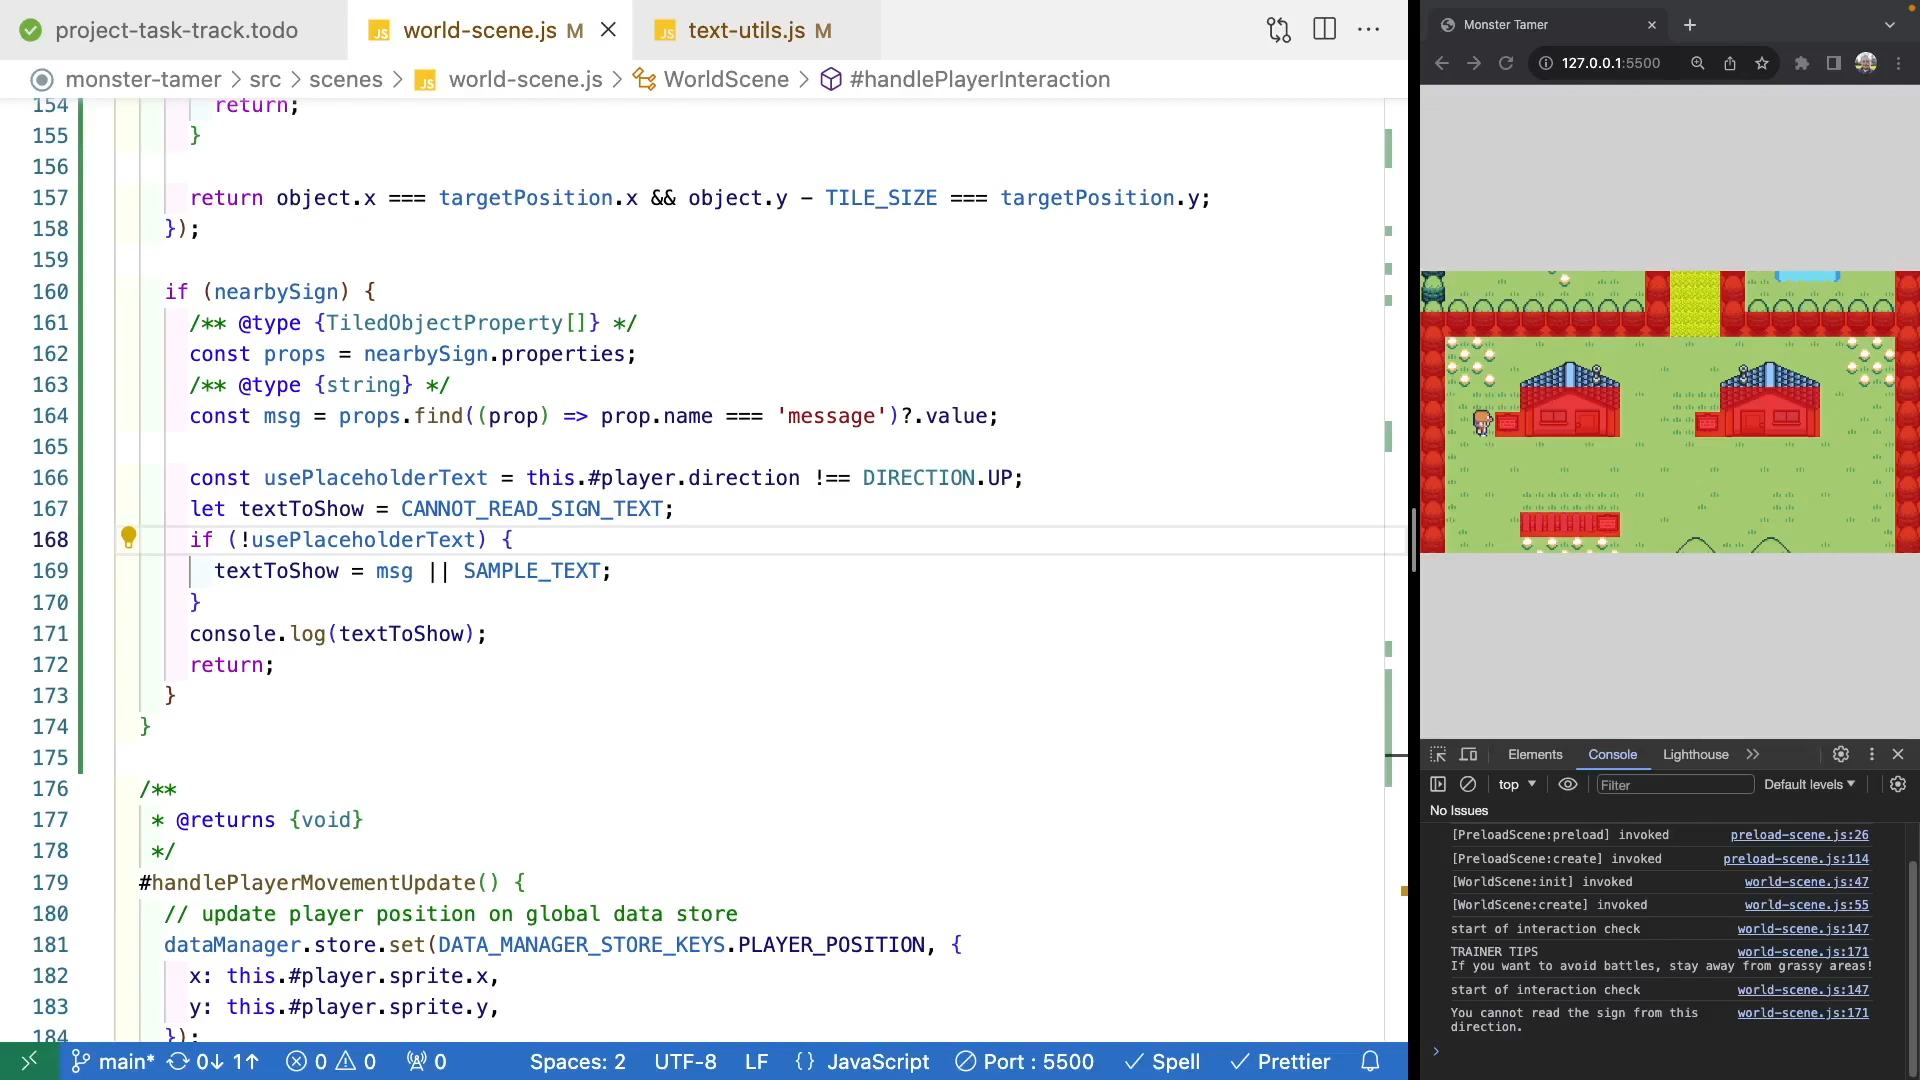 project-task-track.todo
world-scene.js M
text-utils.js M
monster-tamer > src > scenes > world-scene.js > WorldScene > #handlePlayerInteraction
154 return;
155 }
156
157 return object.x === targetPosition.x && object.y - TILE_SIZE === targetPosition.y;
158 });
159
160 if (nearbySign) {
161 /** @type {TiledObjectProperty[]} */
162 const props = nearbySign.properties;
163 /** @type {string} */
164 const msg = props.find((prop) => prop.name === 'message')?.value;
165
166 const usePlaceholderText = this.#player.direction !== DIRECTION.UP;
167 let textToShow = CANNOT_READ_SIGN_TEXT;
168 if (!usePlaceholderText) {
169 textToShow = msg || SAMPLE_TEXT;
170 }
171 console.log(textToShow);
172 return;
173 }
174 }
175
176 /**
177 * @returns {void}
178 */
179 #handlePlayerMovementUpdate() {
180 // update player position on global data store
181 dataManager.store.set(DATA_MANAGER_STORE_KEYS.PLAYER_POSITION, {
182 x: this.#player.sprite.x,
183 y: this.#player.sprite.y,
184 });
main* 0↓ 1↑ 0 0 0 Spaces: 2 UTF-8 LF {} JavaScript Port : 5500 Spell Prettier
Monster Tamer
127.0.0.1:5500
Elements Console Lighthouse
top Filter Default levels
No Issues
[PreloadScene:preload] invoked preload-scene.js:26
[PreloadScene:create] invoked preload-scene.js:114
[WorldScene:init] invoked world-scene.js:47
[WorldScene:create] invoked world-scene.js:55
start of interaction check world-scene.js:147
TRAINER TIPS world-scene.js:171
If you want to avoid battles, stay away from grassy areas!
start of interaction check world-scene.js:147
You cannot read the sign from this world-scene.js:171
direction.